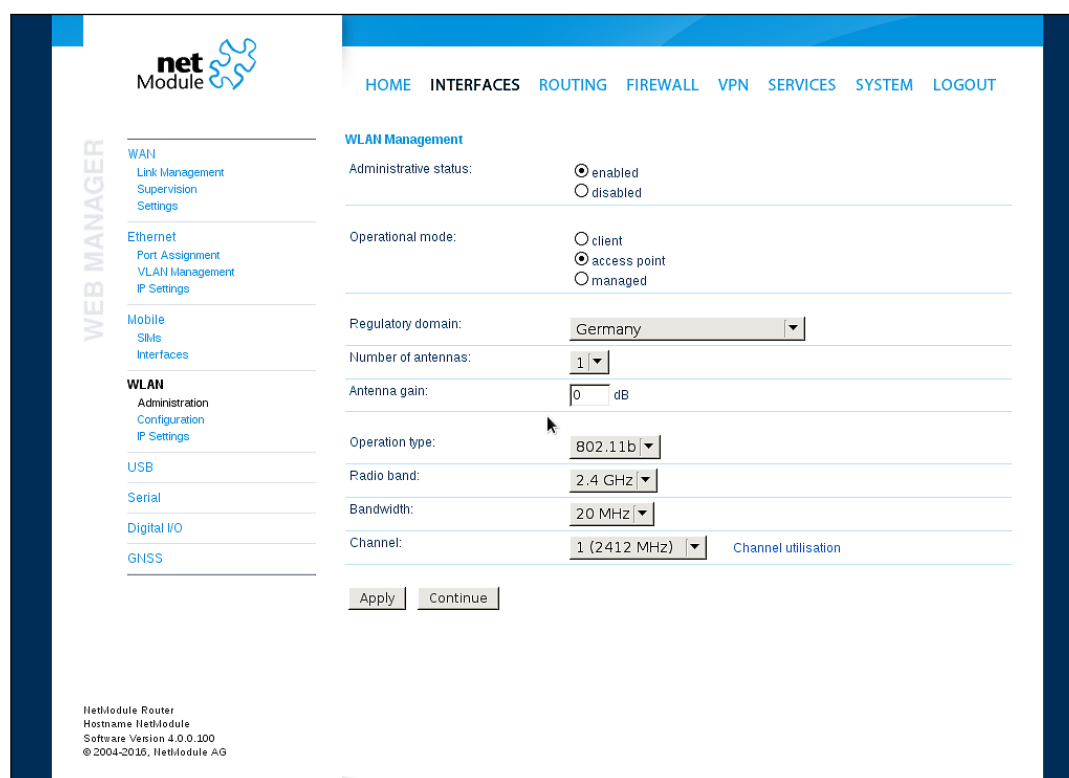 net
Module
HOME INTERFACES ROUTING FIREWALL VPN SERVICES SYSTEM LOGOUT
WEB MANAGER
WAN
Link Management
Supervision
Settings
Ethernet
Port Assignment
VLAN Management
IP Settings
Mobile
SIMs
Interfaces
WLAN
Administration
Configuration
IP Settings
USB
Serial
Digital I/O
GNSS
WLAN Management
Administrative status: enabled
disabled
Operational mode: client
access point
managed
Regulatory domain: Germany
Number of antennas: 1
Antenna gain: 0 dB
Operation type: 802.11b
Radio band: 2.4 GHz
Bandwidth: 20 MHz
Channel: 1 (2412 MHz) Channel utilisation
Apply Continue
NetModule Router
Hostname NetModule
Software Version 4.0.0.100
© 2004-2016, NetModule AG